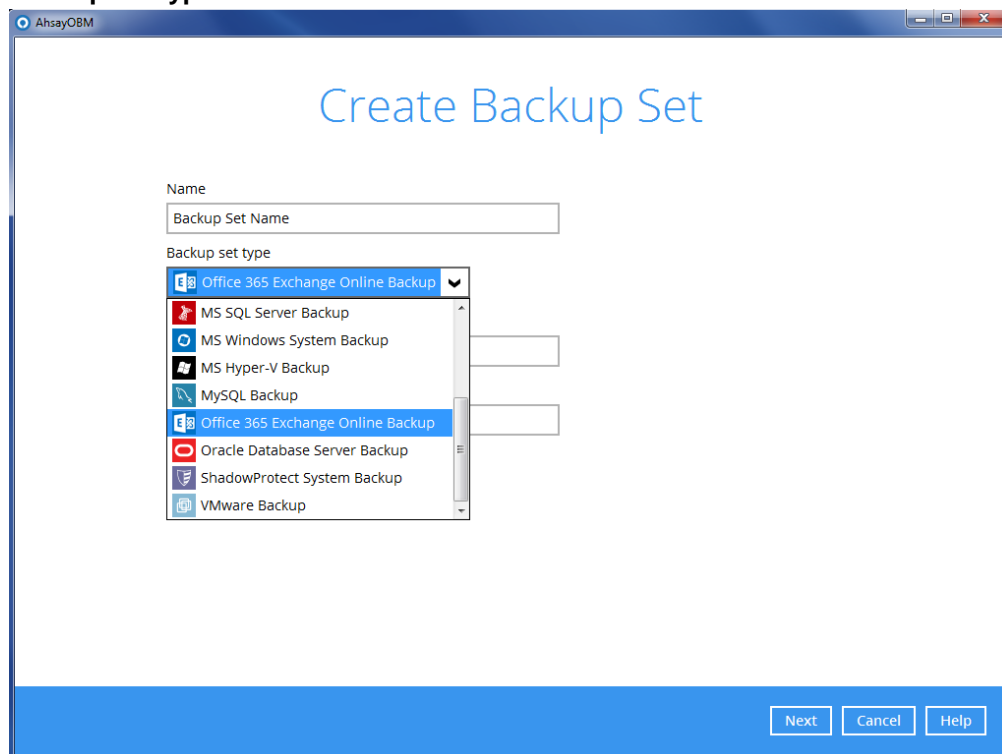 AhsayOBM
Create Backup Set
Name
Backup Set Name
Backup set type
Office 365 Exchange Online Backup
MS SQL Server Backup
MS Windows System Backup
MS Hyper-V Backup
MySQL Backup
Office 365 Exchange Online Backup
Oracle Database Server Backup
ShadowProtect System Backup
VMware Backup
Next Cancel Help